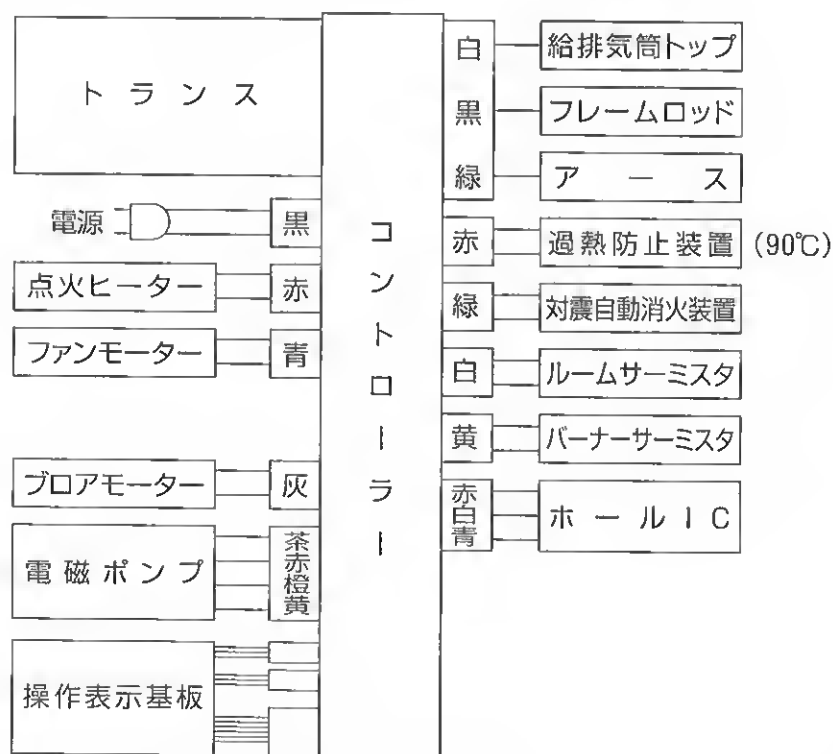 トランス
電源
黒
点火ヒーター
赤
ファンモーター
青
ブロアモーター
灰
電磁ポンプ
茶
赤
橙
黄
操作表示基板
コントローラー
白
給排気筒トップ
黒
フレームロッド
緑
アース
赤
過熱防止装置 (90℃)
緑
対震自動消火装置
白
ルームサーミスタ
黄
バーナーサーミスタ
赤
白
青
ホールIC